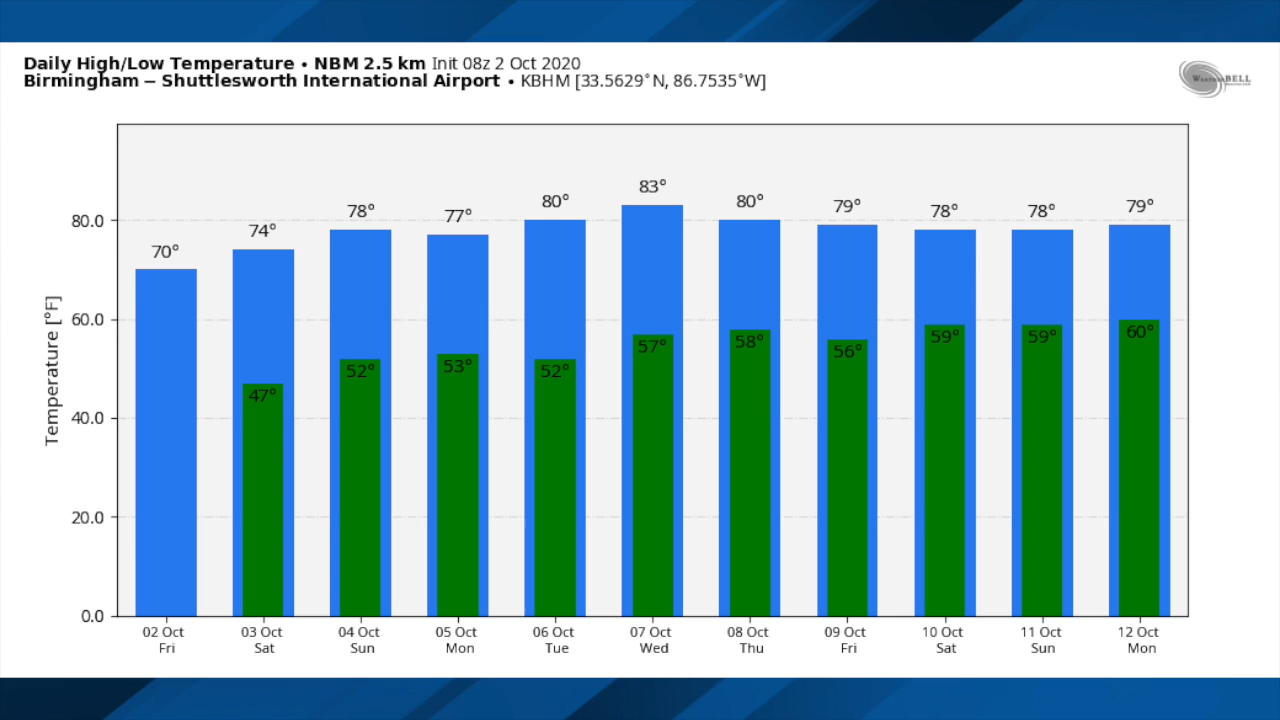 Daily High/Low Temperature • NBM 2.5 km Init 08z 2 Oct 2020
Birmingham – Shuttlesworth International Airport • KBHM [33.5629°N, 86.7535°W]
WeatherBELL
Temperature [°F]
80.0
60.0
40.0
20.0
0.0
70° 74° 78° 77° 80° 83° 80° 79° 78° 78° 79°
47° 52° 53° 52° 57° 58° 56° 59° 59° 60°
02 Oct 03 Oct 04 Oct 05 Oct 06 Oct 07 Oct 08 Oct 09 Oct 10 Oct 11 Oct 12 Oct
Fri Sat Sun Mon Tue Wed Thu Fri Sat Sun Mon